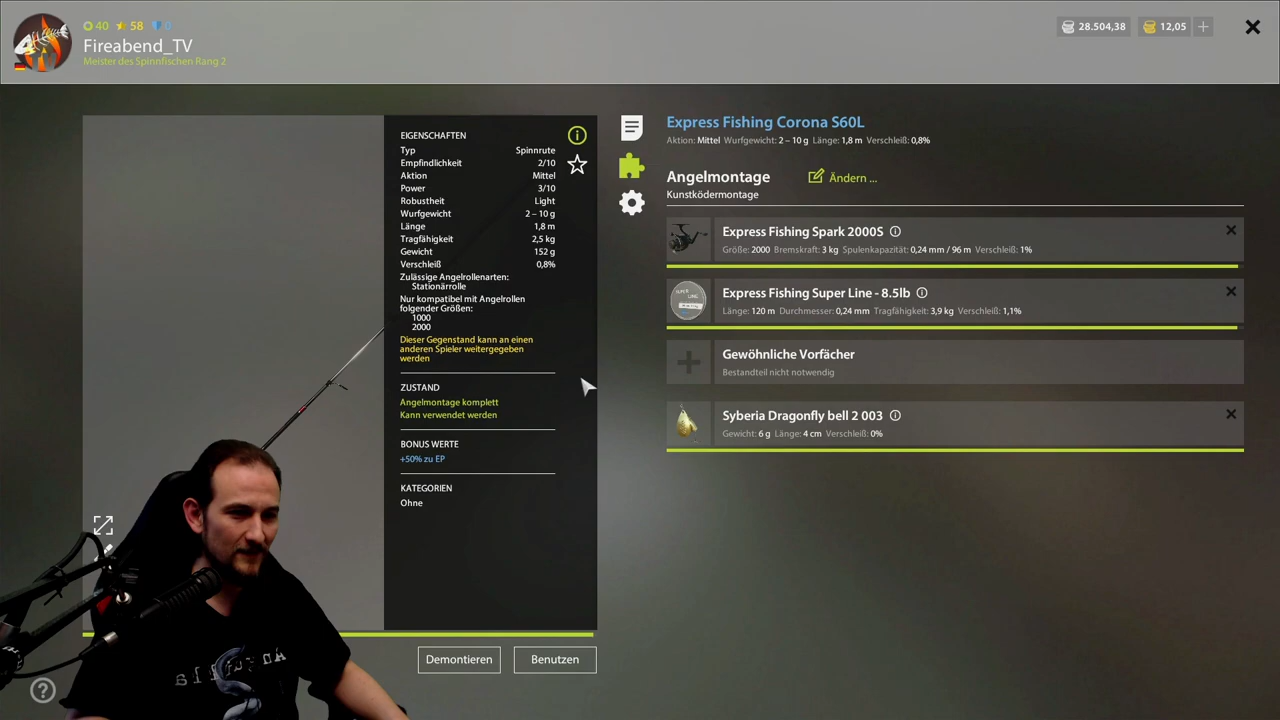 40 58 0
Fireabend_TV
Meister des Spinnfischen Rang 2
28.504,38 12,05
EIGENSCHAFTEN
Typ Spinnrute
Empfindlichkeit 2/10
Aktion Mittel
Power 3/10
Robustheit Light
Wurfgewicht 2 – 10 g
Länge 1,8 m
Tragfähigkeit 2,5 kg
Gewicht 152 g
Verschleiß 0,8%
Zulässige Angelrollenarten:
Stationärrolle
Nur kompatibel mit Angelrollen
folgender Größen:
1000
2000
Dieser Gegenstand kann an einen
anderen Spieler weitergegeben
werden
ZUSTAND
Angelmontage komplett
Kann verwendet werden
BONUS WERTE
+50% zu EP
KATEGORIEN
Ohne
Demontieren Benutzen
Express Fishing Corona S60L
Aktion: Mittel Wurfgewicht: 2 – 10 g Länge: 1,8 m Verschleiß: 0,8%
Angelmontage Ändern ...
Kunstködermontage
Express Fishing Spark 2000S
Größe: 2000 Bremskraft: 3 kg Spulenkapazität: 0,24 mm / 96 m Verschleiß: 1%
Express Fishing Super Line - 8.5lb
Länge: 120 m Durchmesser: 0,24 mm Tragfähigkeit: 3,9 kg Verschleiß: 1,1%
Gewöhnliche Vorfächer
Bestandteil nicht notwendig
Syberia Dragonfly bell 2 003
Gewicht: 6 g Länge: 4 cm Verschleiß: 0%